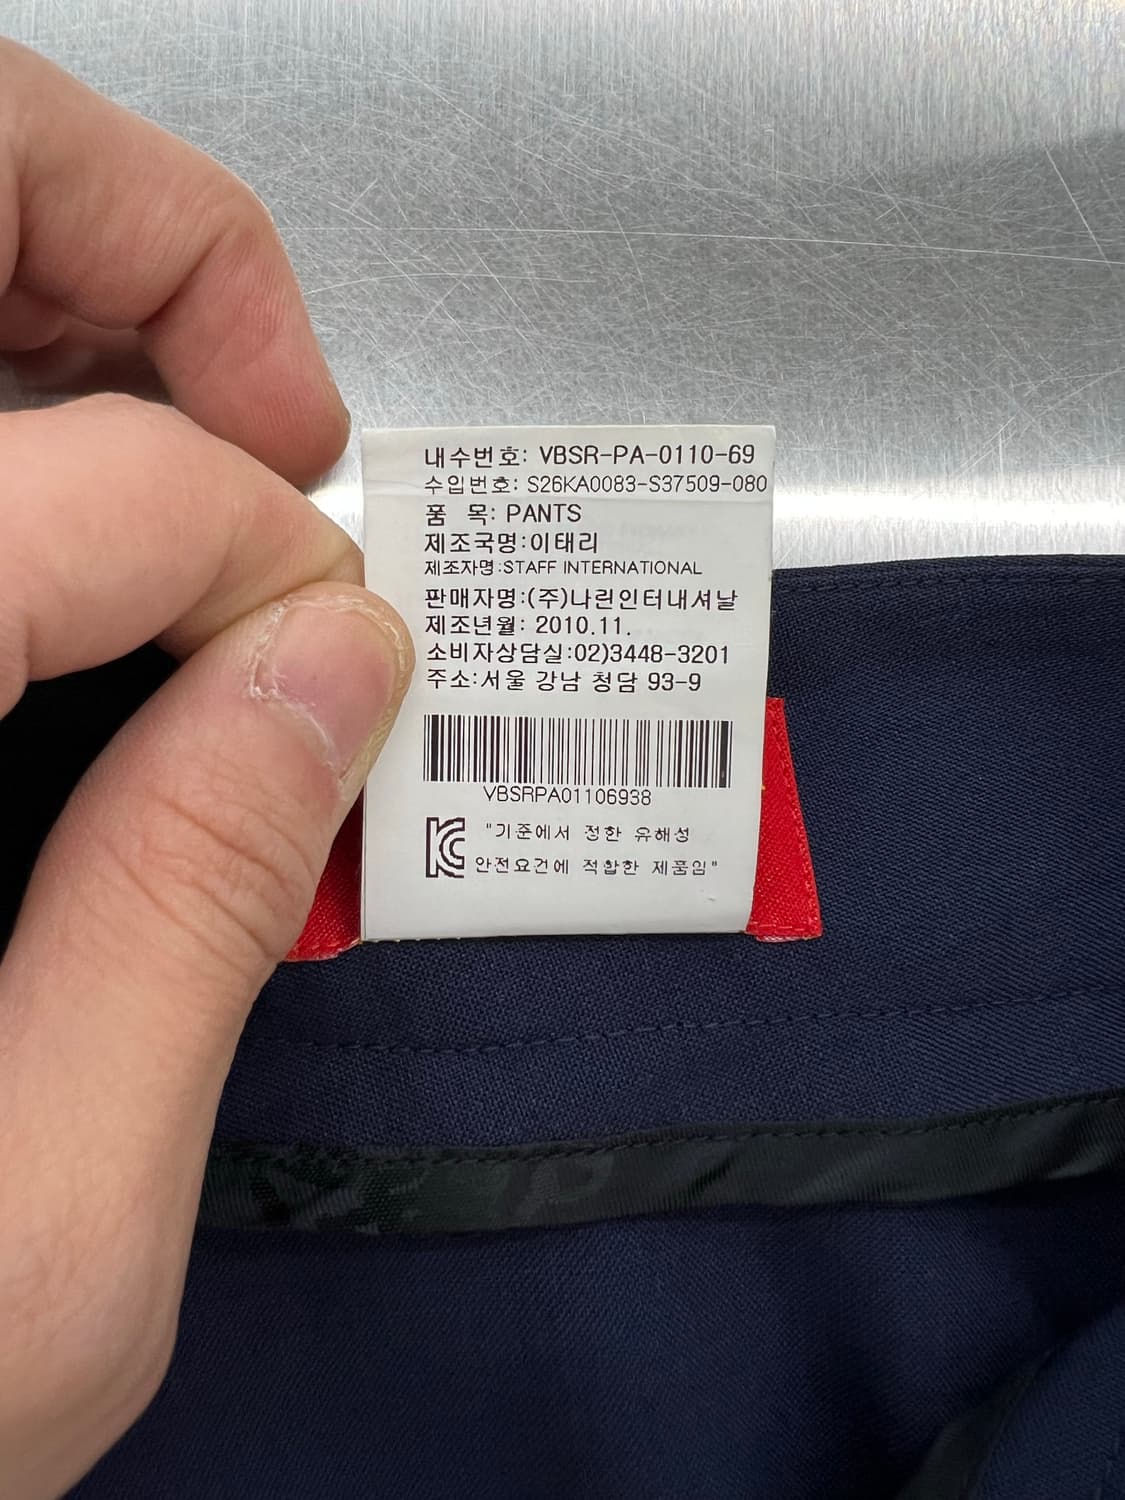 내수번호: VBSR-PA-0110-69
수입번호: S26KA0083-S37509-080
품 목: PANTS
제조국명:이태리
제조자명:STAFF INTERNATIONAL
판매자명:(주)나린인터내셔날
제조년월: 2010.11.
소비자상담실:02)3448-3201
주소:서울 강남 청담 93-9
VBSRPA01106938
KC "기준에서 정한 유해성
안전요건에 적합한 제품임"